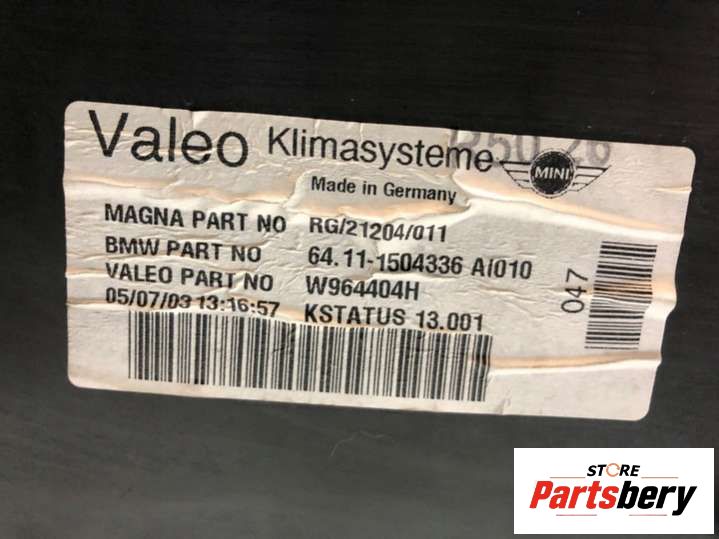 Valeo Klimasysteme
MINI
Made in Germany
MAGNA PART NO RG/21204/011
BMW PART NO 64.11-1504336 AI010
VALEO PART NO W964404H
05/07/03 13:16:57 KSTATUS 13.001
047
STORE
Partsbery